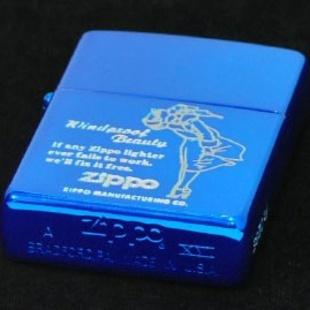 Windproof
Beauty
If any Zippo lighter
ever fails to work,
we'll fix it free.
Zippo
ZIPPO MANUFACTURING CO.
A Zippo XVI
BRADFORD,PA. MADE IN U.S.A.